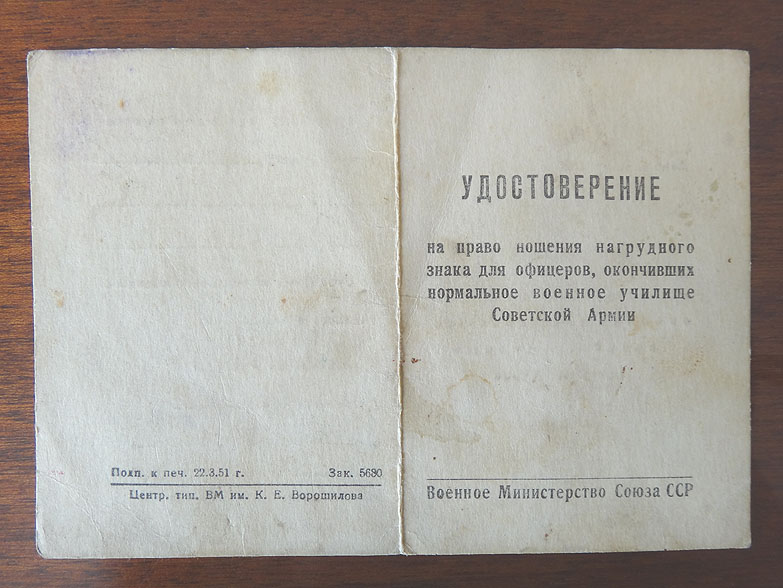 Подп. к печ. 22.3.51 г. Зак. 5680
Центр. тип. ВМ им. К. Е. Ворошилова
УДОСТОВЕРЕНИЕ
на право ношения нагрудного
знака для офицеров, окончивших
нормальное военное училище
Советской Армии
Военное Министерство Союза ССР